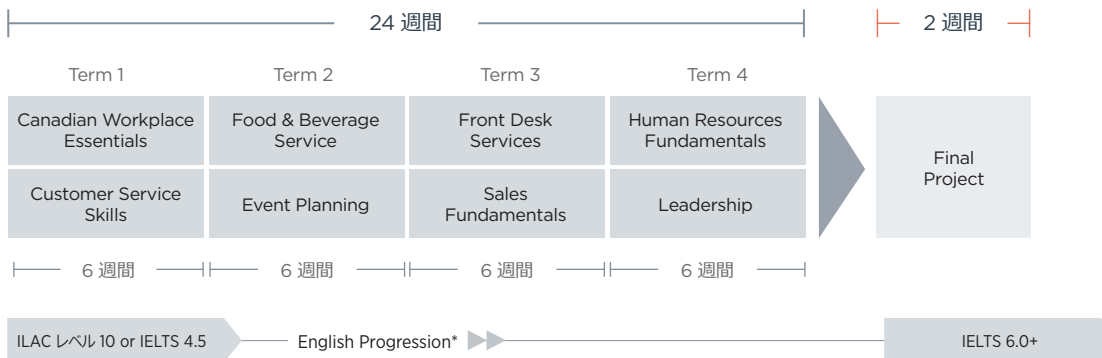 24 週間
2 週間
Term 1
Term 2
Term 3
Term 4
Canadian Workplace
Essentials
Food & Beverage
Service
Front Desk
Services
Human Resources
Fundamentals
Customer Service
Skills
Event Planning
Sales
Fundamentals
Leadership
Final
Project
6 週間
6 週間
6 週間
6 週間
ILAC レベル 10 or IELTS 4.5
English Progression*
IELTS 6.0+